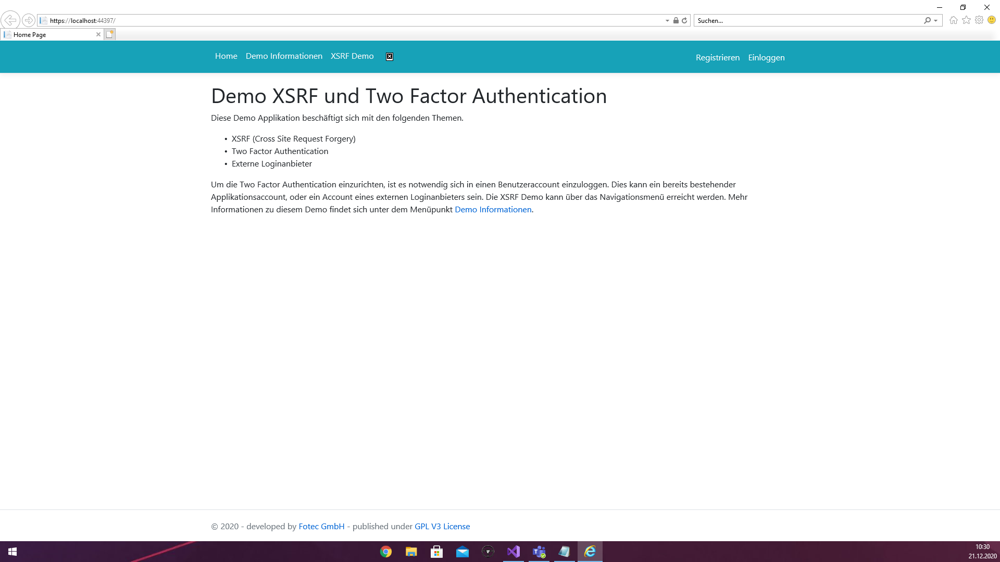 https://localhost:44397/
Suchen...
Home Page
Home Demo Informationen XSRF Demo
Registrieren Einloggen
Demo XSRF und Two Factor Authentication
Diese Demo Applikation beschäftigt sich mit den folgenden Themen.
• XSRF (Cross Site Request Forgery)
• Two Factor Authentication
• Externe Loginanbieter
Um die Two Factor Authentication einzurichten, ist es notwendig sich in einen Benutzeraccount einzuloggen. Dies kann ein bereits bestehender
Applikationsaccount, oder ein Account eines externen Loginanbieters sein. Die XSRF Demo kann über das Navigationsmenü erreicht werden. Mehr
Informationen zu diesem Demo findet sich unter dem Menüpunkt Demo Informationen.
© 2020 - developed by Fotec GmbH - published under GPL V3 License
10:30
21.12.2020